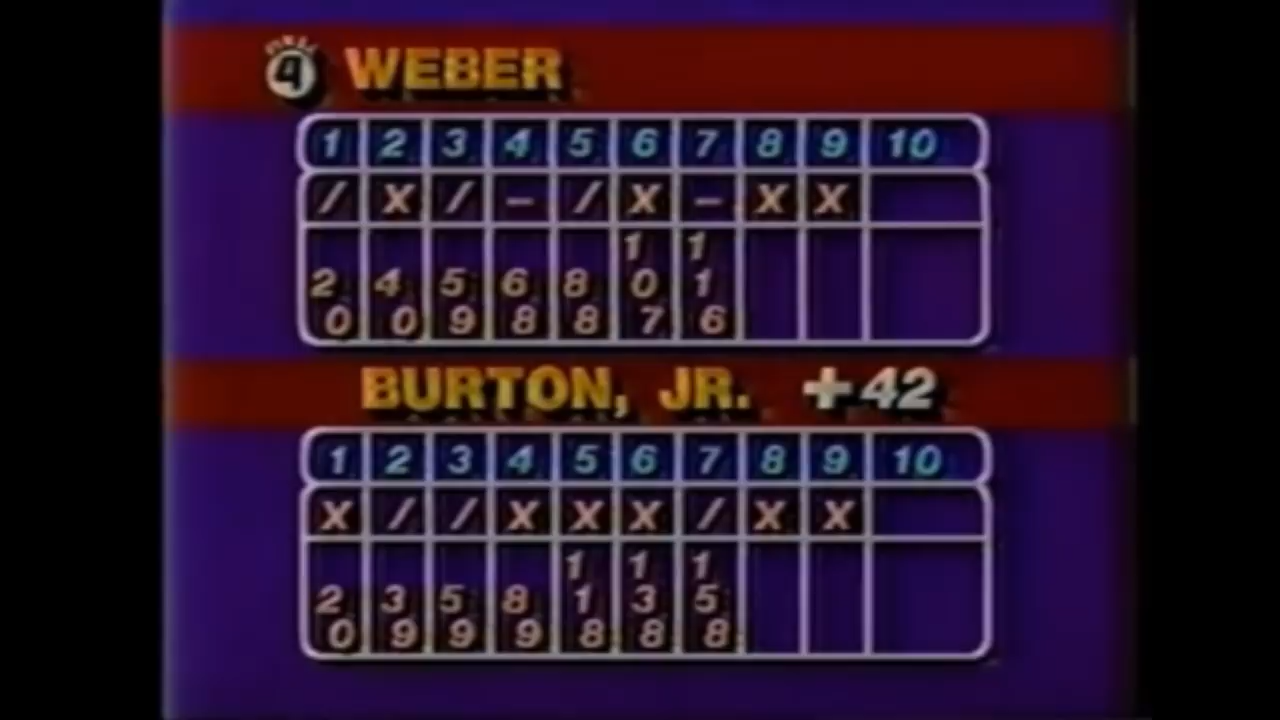 4 WEBER
1 2 3 4 5 6 7 8 9 10
/ X / - / X - X X
20 40 59 68 88 107 116
BURTON, JR. +42
1 2 3 4 5 6 7 8 9 10
X / / X X X / X X
20 39 59 89 118 138 158